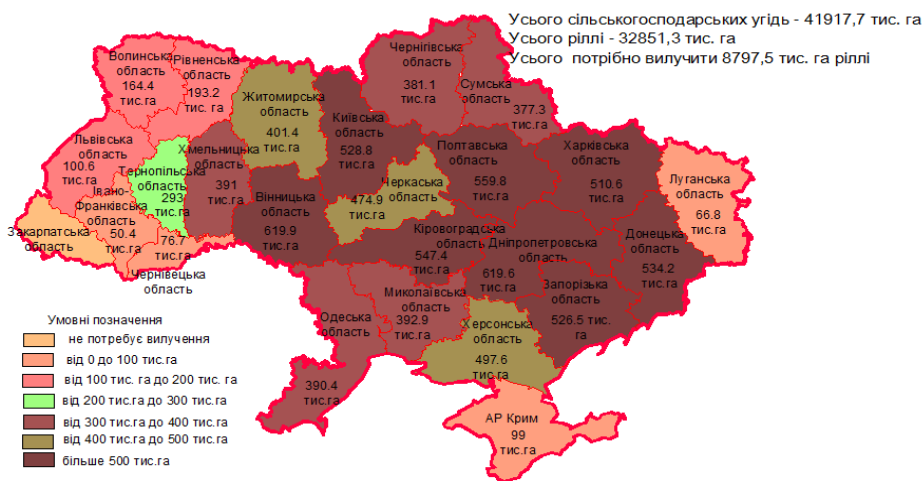 Усього сільськогосподарських угідь - 41917,7 тис. га
Усього ріллі - 32851,3 тис. га
Усього потрібно вилучити 8797,5 тис. га ріллі
Волинська
область
164.4
тис.га
Рівненська
область
193.2
тис. га
Житомирська
область
401.4
тис. га
Київська
область
528.8
тис. га
Чернігівська
область
381.1
тис. га
Сумська
область
377.3
тис. га
Львівська
область
100.6
тис.га
Тернопільська
область
293
тис.га
Хмельницька
область
391
тис. га
Вінницька
область
619.9
тис. га
Черкаська
область
474.9
тис. га
Полтавська
область
559.8
тис. га
Харківська
область
510.6
тис. га
Луганська
область
66.8
тис. га
Івано-
Франківська
область
50.4
тис.га
Закарпатська
область
76.7
тис. га
Чернівецька
область
Кіровоградська
область
547.4
тис. га
Дніпропетровська
область
619.6
тис. га
Донецька
область
534.2
тис. га
Запорізька
область
526.5 тис.
га
Одеська
область
390.4
тис.га
Миколаївська
область
392.9
тис. га
Херсонська
область
497.6
тис.га
АР Крим
99
тис.га
Умовні позначення
не потребує вилучення
від 0 до 100 тис.га
від 100 тис. га до 200 тис. га
від 200 тис.га до 300 тис.га
від 300 тис.га до 400 тис.га
від 400 тис.га до 500 тис.га
більше 500 тис.га